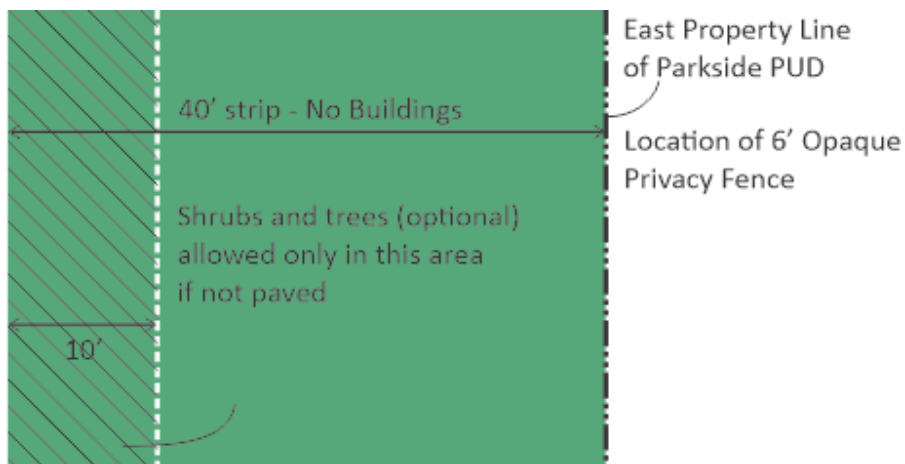 East Property Line
of Parkside PUD
40′ strip - No Buildings
Location of 6′ Opaque
Privacy Fence
Shrubs and trees (optional)
allowed only in this area
if not paved
10′